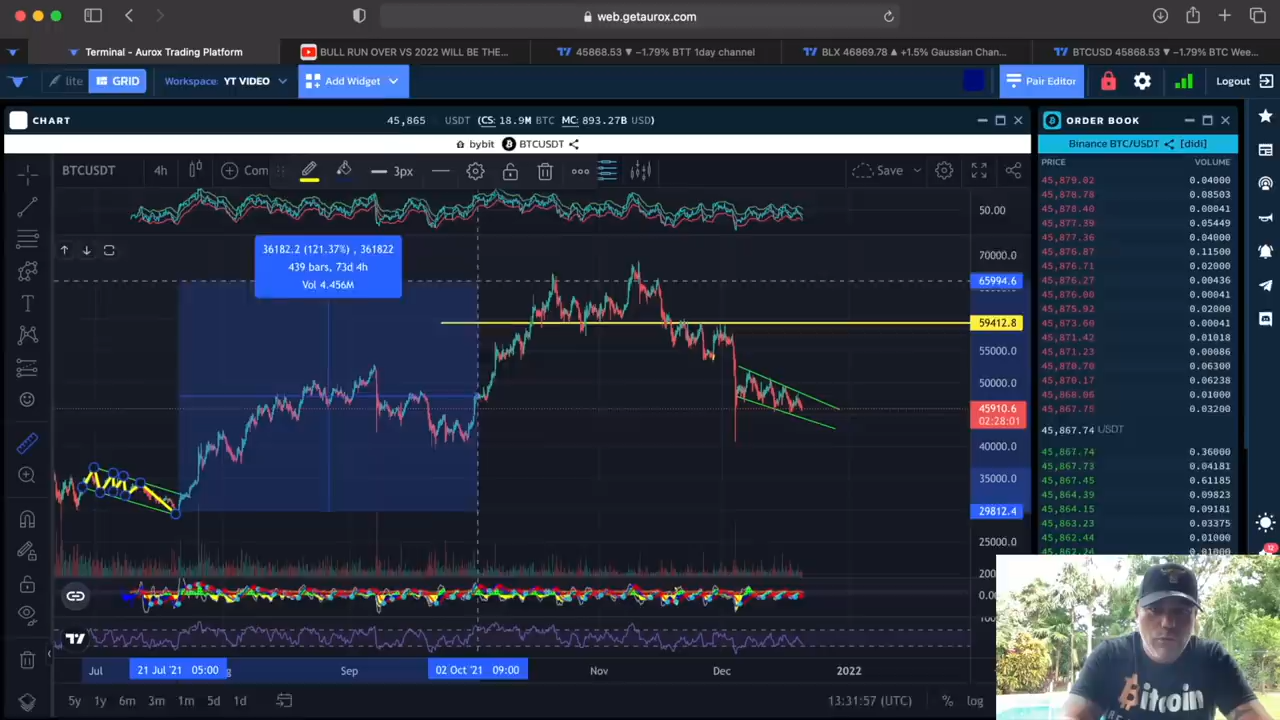 web.getaurox.com
Terminal - Aurox Trading Platform
BULL RUN OVER VS 2022 WILL BE THE...
45868.53 ▼ −1.79% BTT 1day channel
BLX 46869.78 ▲ +1.5% Gaussian Chan...
BTCUSD 45868.53 ▼ −1.79% BTC Wee...
lite
GRID
Workspace: YT VIDEO
Add Widget
Pair Editor
Logout
CHART
45,865 USDT (CS: 18.9M BTC MC: 893.27B USD)
ORDER BOOK
bybit BTCUSDT
Binance BTC/USDT [didi]
BTCUSDT 4h Com 3px Save
PRICE VOLUME
45,879.02 0.04000
45,878.78 0.08503
45,878.40 0.00041
45,877.39 0.05449
45,877.36 0.04000
45,876.87 0.11500
45,876.71 0.02000
45,876.27 0.00436
45,876.00 0.00041
45,875.92 0.02000
45,873.60 0.00041
45,871.42 0.01018
45,871.23 0.00086
45,870.70 0.06300
45,870.17 0.06238
45,868.06 0.01000
45,867.75 0.03200
45,867.74 USDT
45,867.74 0.36000
45,867.73 0.04181
45,867.45 0.61185
45,864.39 0.09823
45,864.15 0.09181
45,863.23 0.03375
45,862.44 0.01000
45,862.24
36182.2 (121.37%) , 361822
439 bars, 73d 4h
Vol 4.456M
50.00
70000.0
65994.6
59412.8
55000.0
50000.0
45910.6
02:28:01
40000.0
35000.0
29812.4
25000.0
200
0.00
100
12
Jul
21 Jul '21 05:00
Sep
02 Oct '21 09:00
Nov
Dec
2022
5y 1y 6m 3m 1m 5d 1d
13:31:57 (UTC) % log
Bitcoin